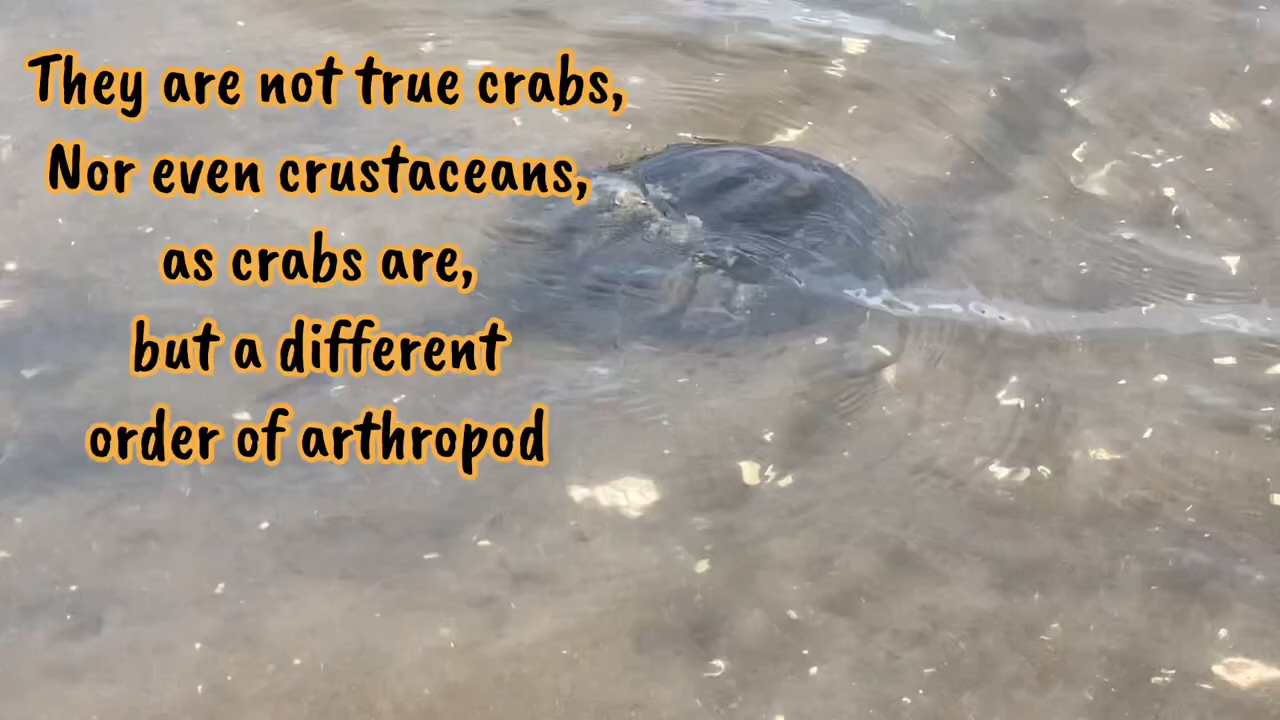 They are not true crabs,
Nor even crustaceans,
as crabs are,
but a different
order of arthropod